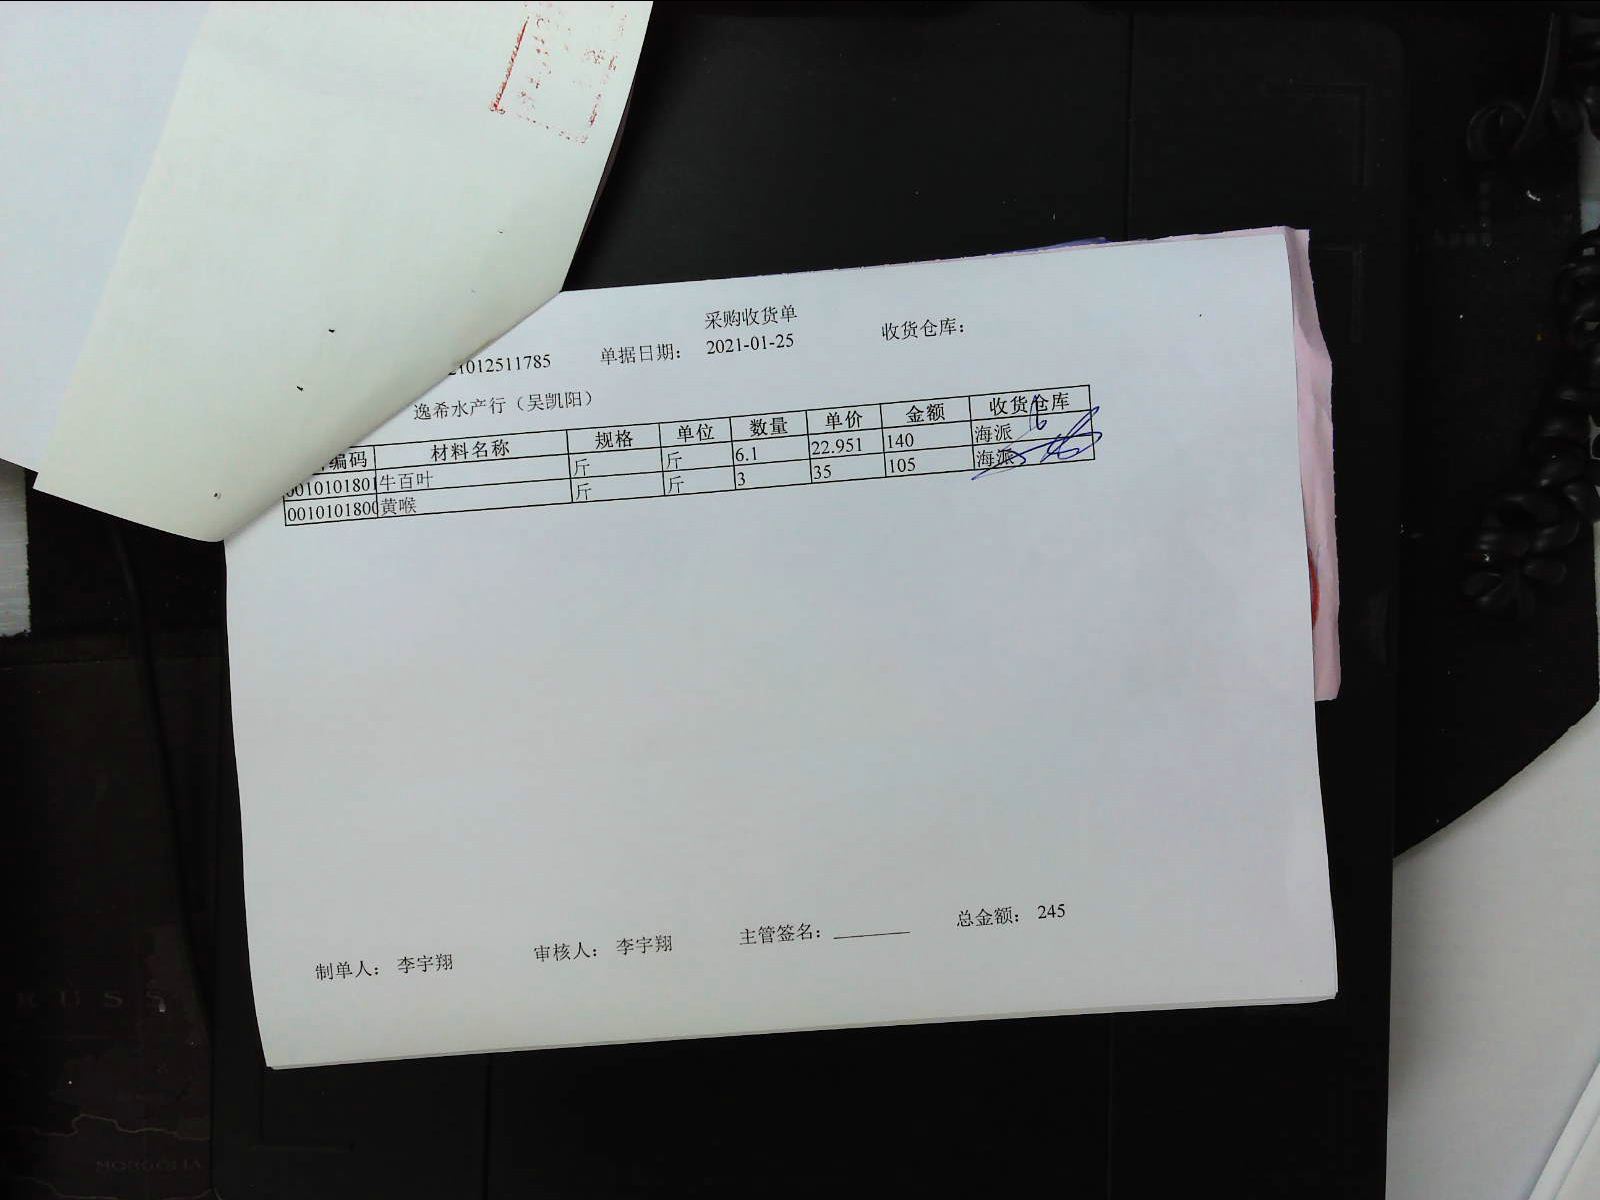 采购收货单
21012511785 单据日期： 2021-01-25 收货仓库：
逸希水产行（吴凯阳）
编码 材料名称 规格 单位 数量 单价 金额 收货仓库
0010101801 牛百叶 斤 斤 6.1 22.951 140 海派
0010101800 黄喉 斤 斤 3 35 105 海派
制单人： 李宇翔 审核人： 李宇翔 主管签名： 总金额： 245